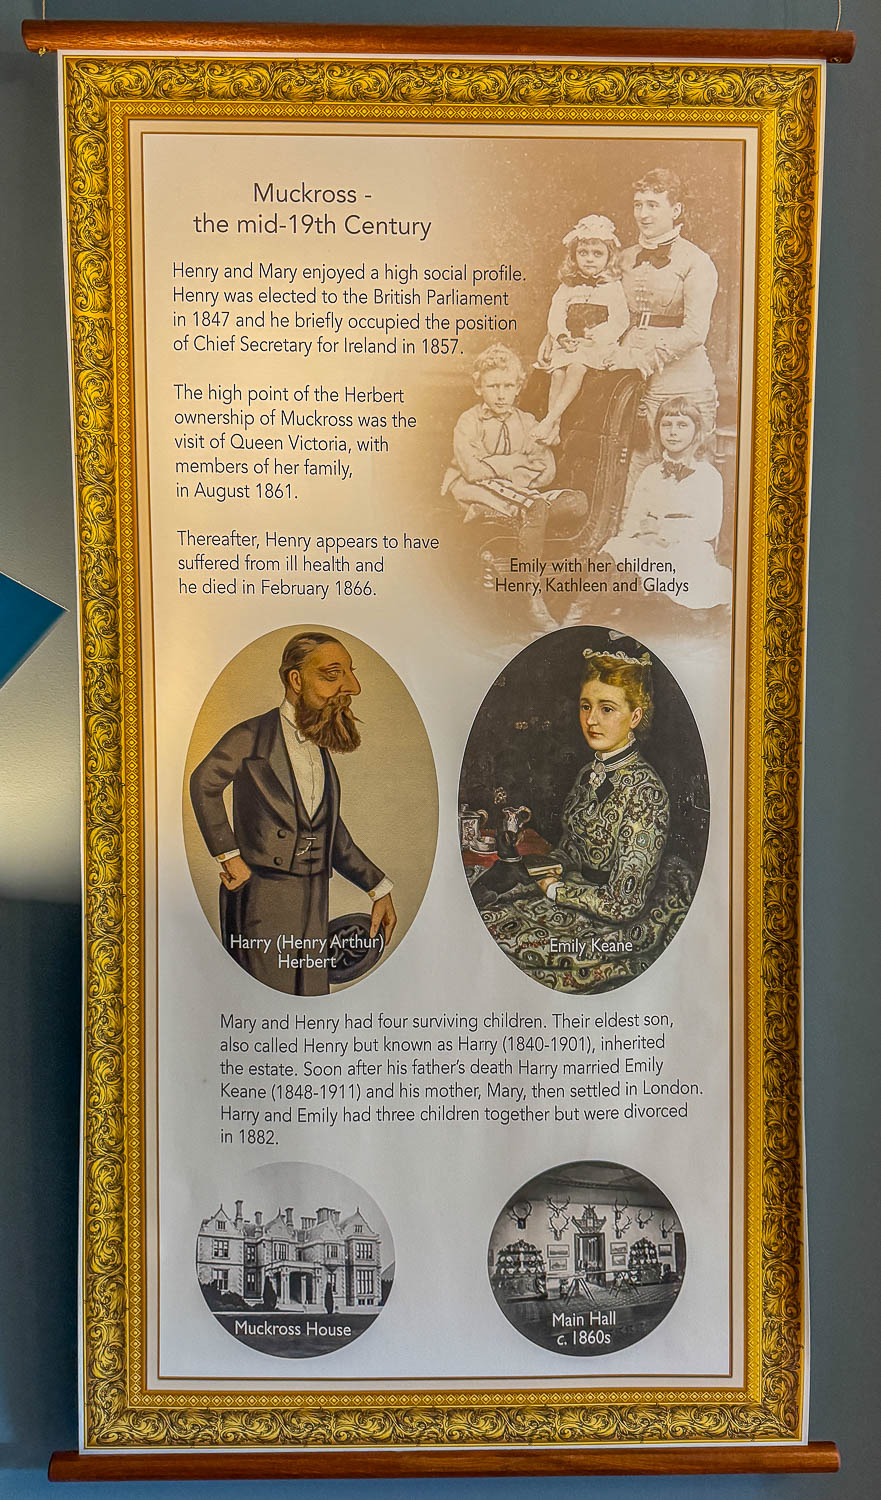 Muckross -
the mid-19th Century
Henry and Mary enjoyed a high social profile.
Henry was elected to the British Parliament
in 1847 and he briefly occupied the position
of Chief Secretary for Ireland in 1857.
The high point of the Herbert
ownership of Muckross was the
visit of Queen Victoria, with
members of her family,
in August 1861.
Thereafter, Henry appears to have
suffered from ill health and
he died in February 1866.
Emily with her children,
Henry, Kathleen and Gladys
Harry (Henry Arthur)
Herbert
Emily Keane
Mary and Henry had four surviving children. Their eldest son,
also called Henry but known as Harry (1840-1901), inherited
the estate. Soon after his father's death Harry married Emily
Keane (1848-1911) and his mother, Mary, then settled in London.
Harry and Emily had three children together but were divorced
in 1882.
Muckross House
Main Hall
c. 1860s